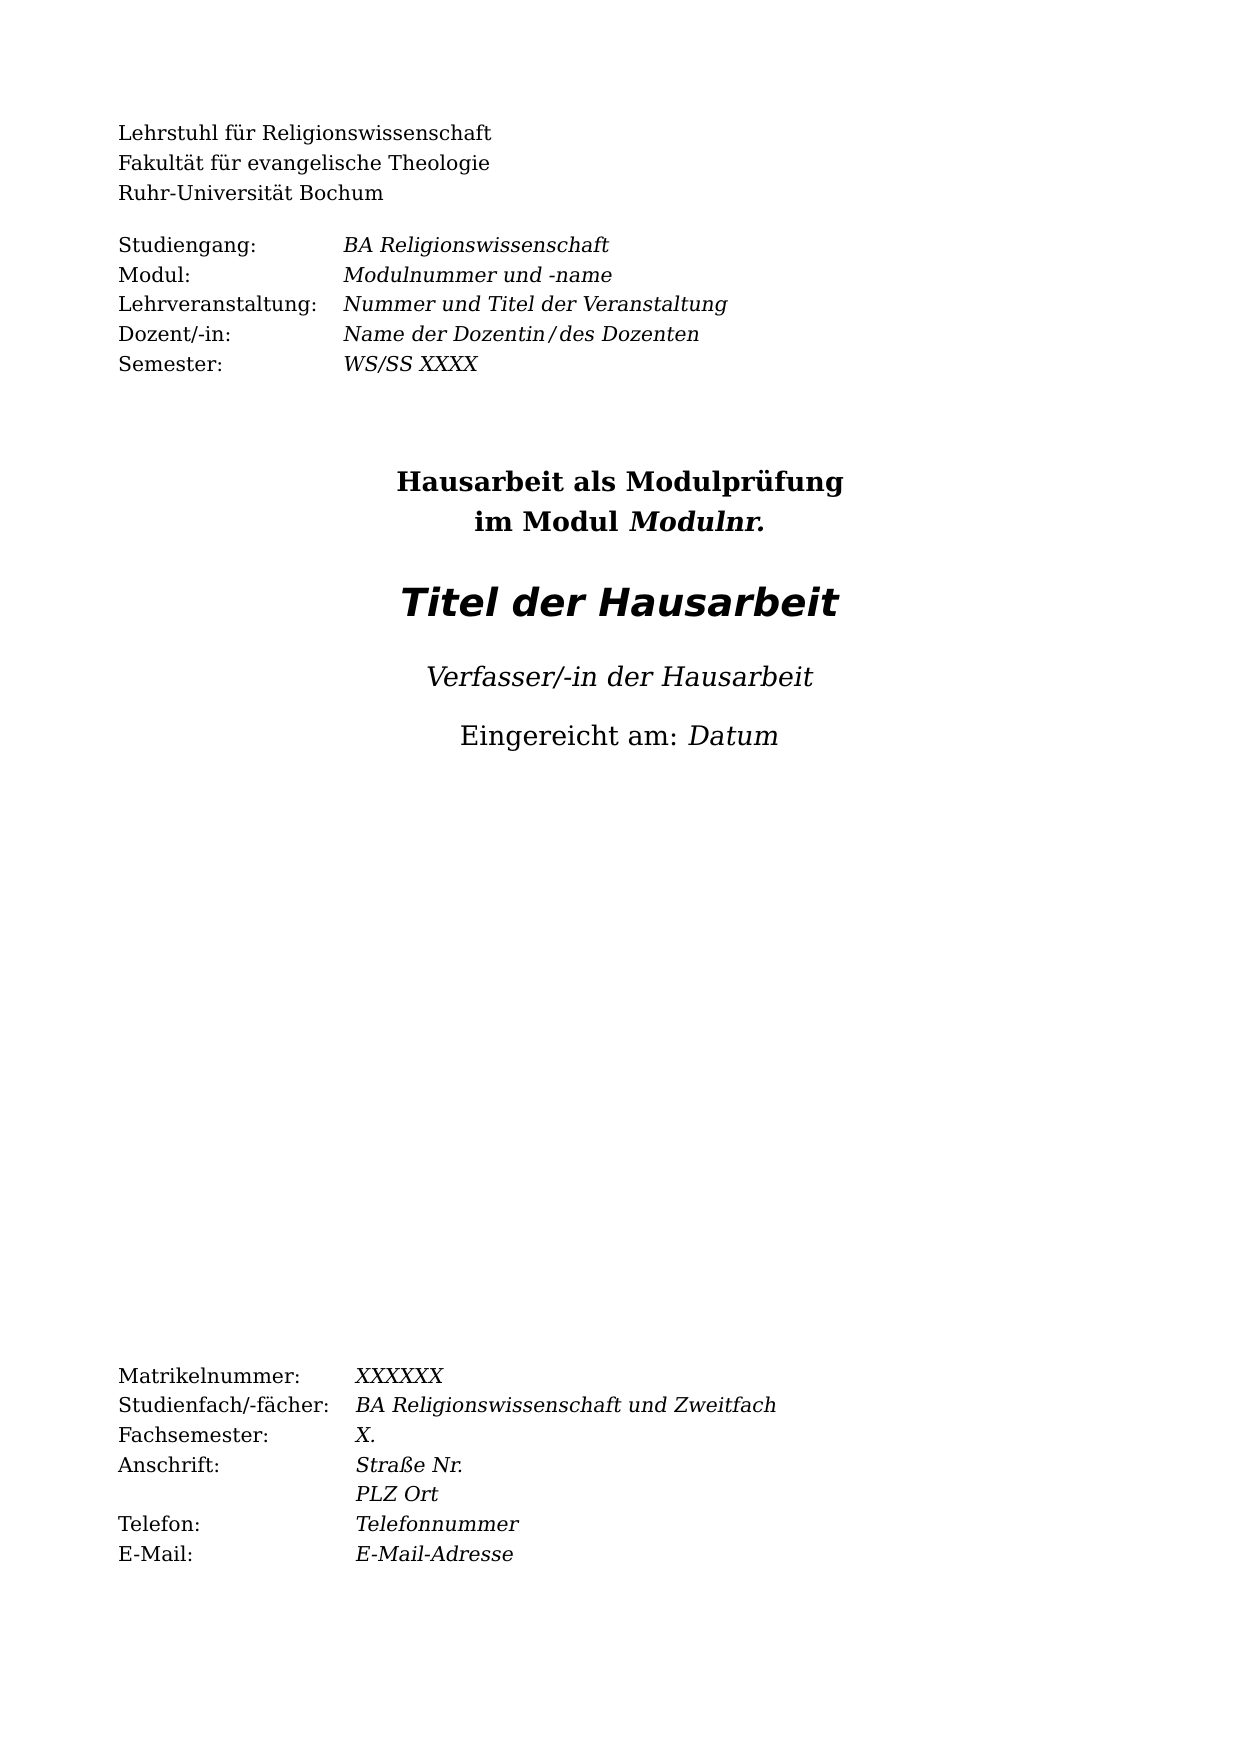 Lehrstuhl für Religionswissenschaft
Fakultät für evangelische Theologie
Ruhr-Universität Bochum
Studiengang: BA Religionswissenschaft
Modul: Modulnummer und -name
Lehrveranstaltung: Nummer und Titel der Veranstaltung
Dozent/-in: Name der Dozentin / des Dozenten
Semester: WS/SS XXXX
Hausarbeit als Modulprüfung
im Modul Modulnr.
Titel der Hausarbeit
Verfasser/-in der Hausarbeit
Eingereicht am: Datum
Matrikelnummer: XXXXXX
Studienfach/-fächer: BA Religionswissenschaft und Zweitfach
Fachsemester: X.
Anschrift: Straße Nr.
PLZ Ort
Telefon: Telefonnummer
E-Mail: E-Mail-Adresse